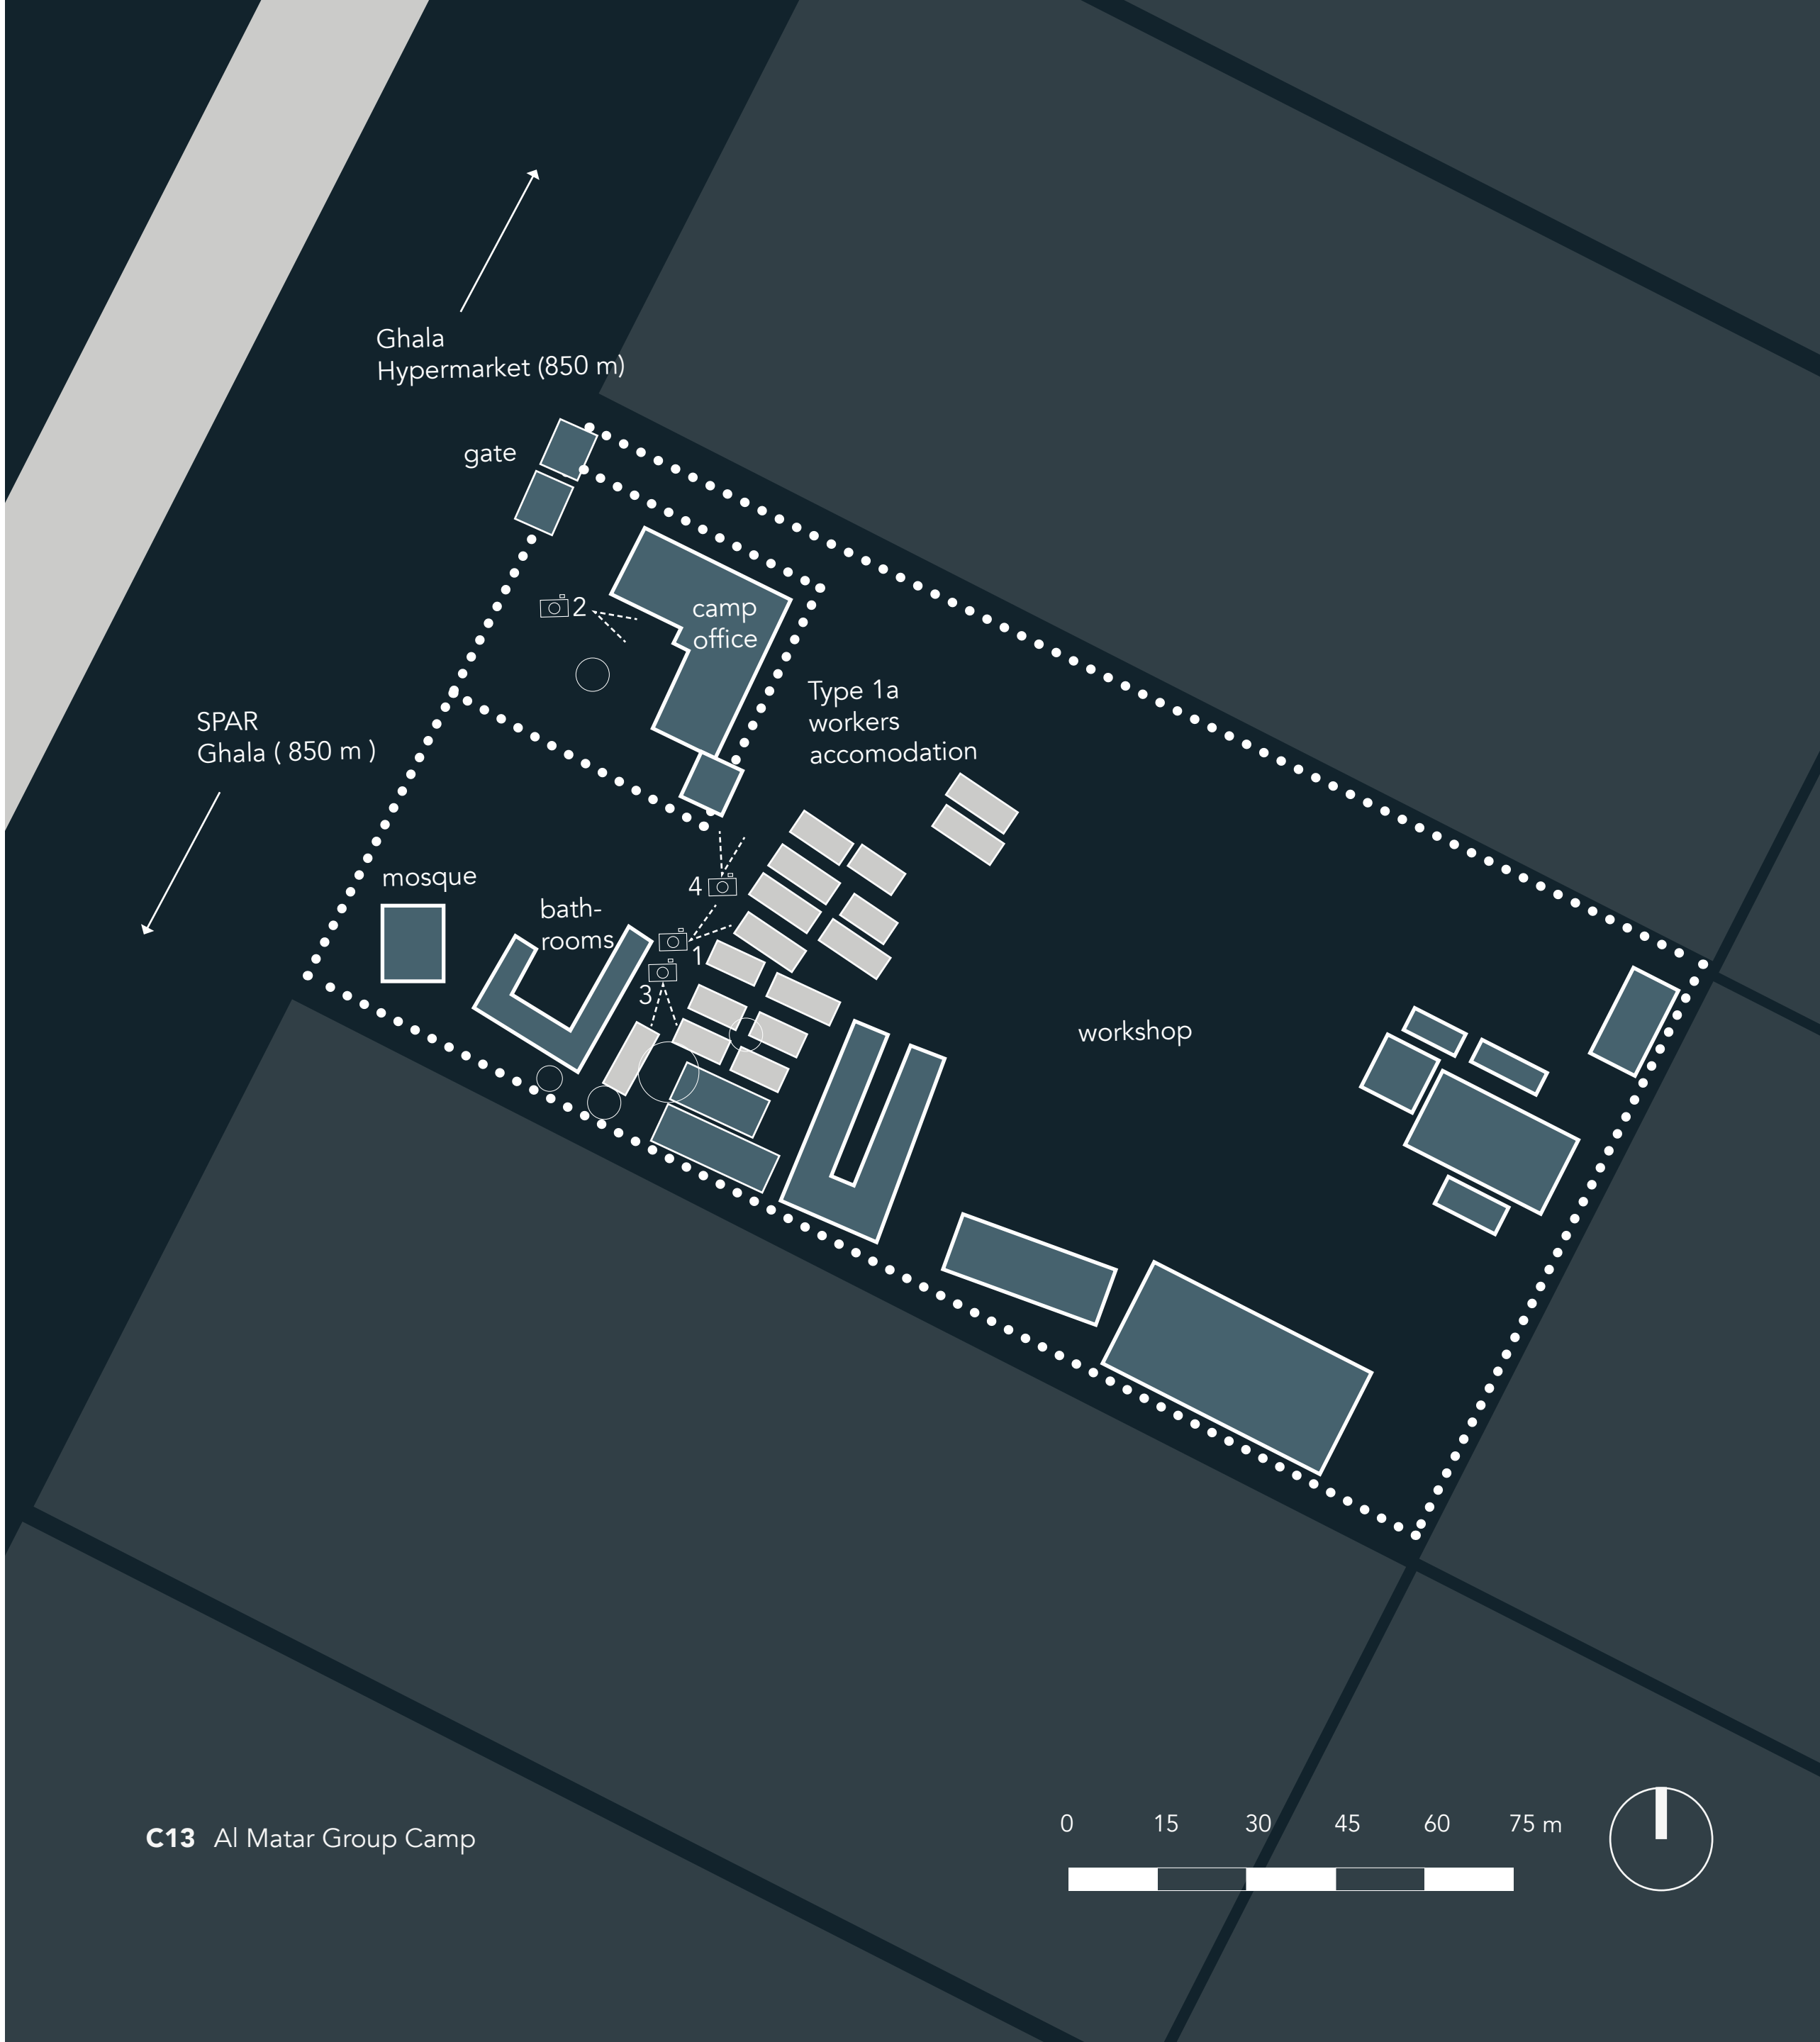 Ghala
Hypermarket (850 m)
gate
2
camp
office
Type 1a
workers
accomodation
SPAR
Ghala ( 850 m )
mosque
4
bath-
rooms
1
3
workshop
0 15 30 45 60 75 m
C13 Al Matar Group Camp